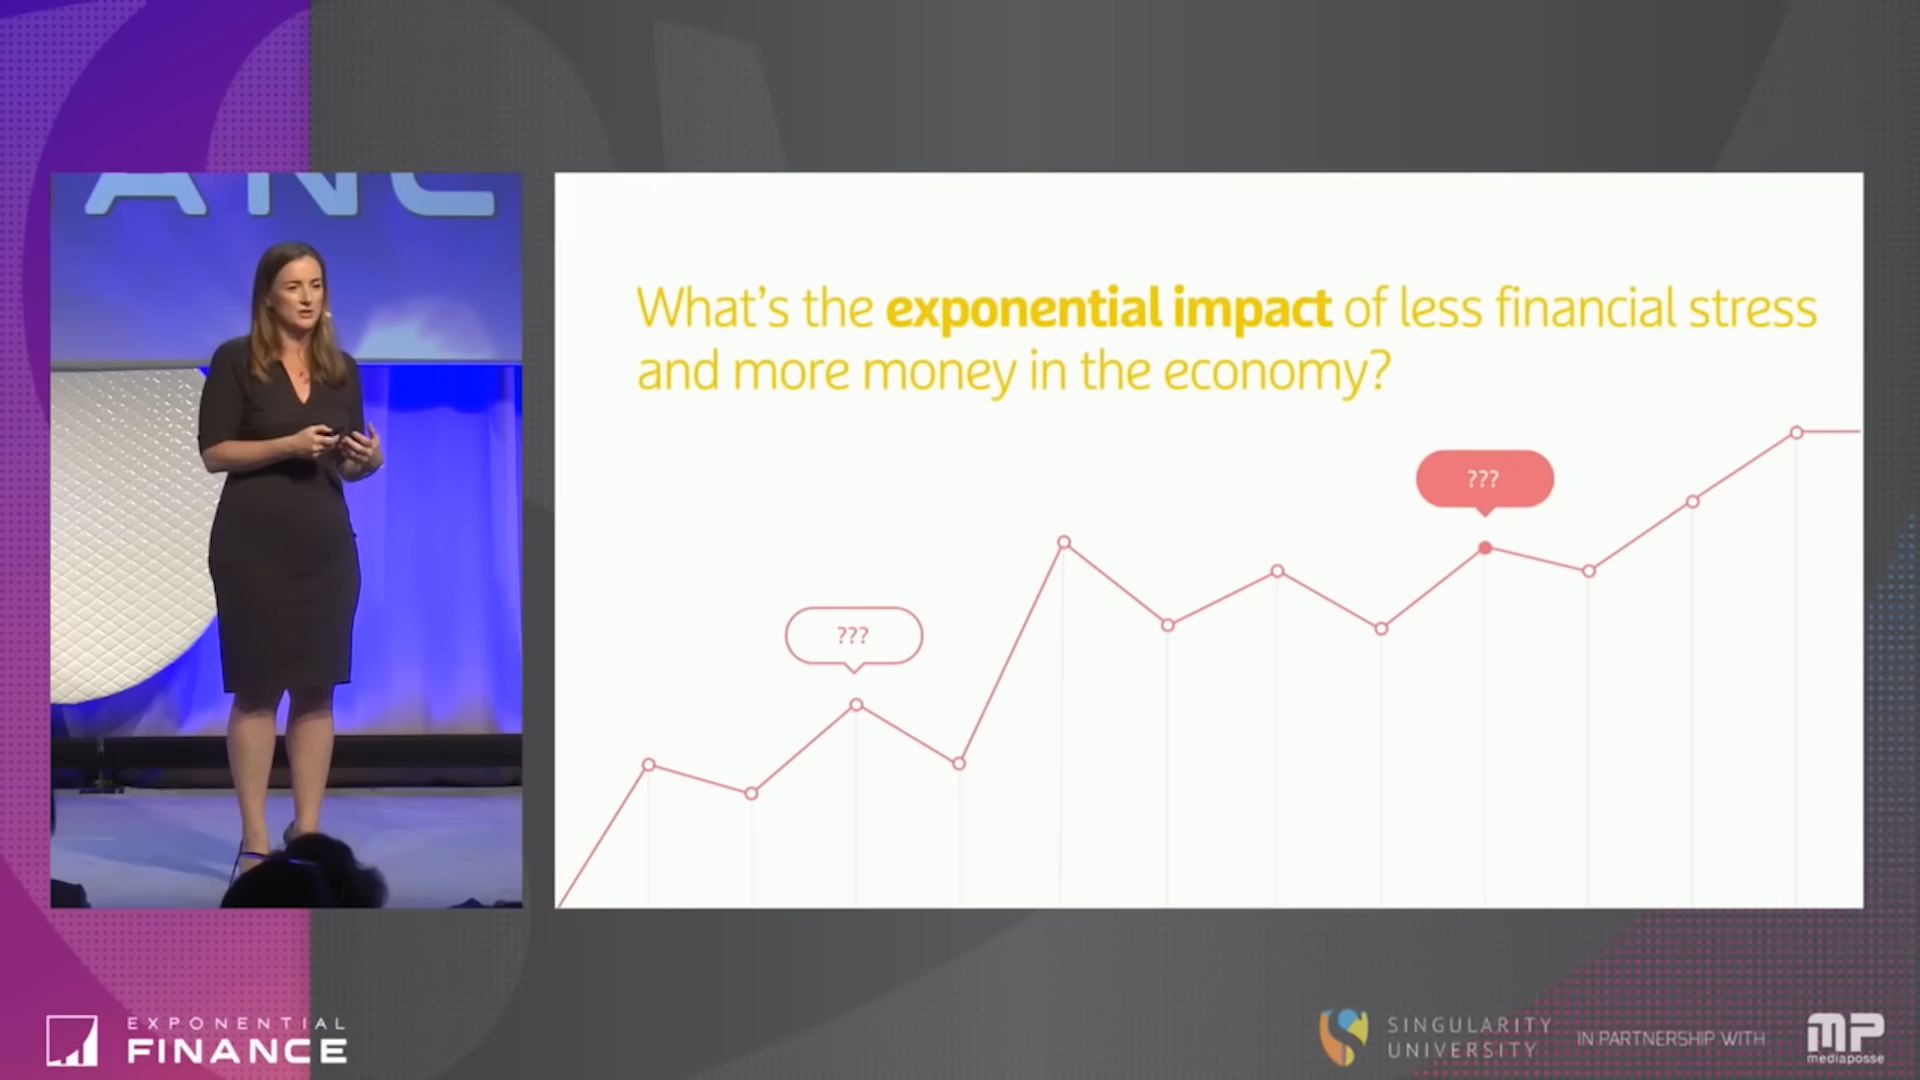 ANC
What's the exponential impact of less financial stress
and more money in the economy?
???
???
EXPONENTIAL
FINANCE
SINGULARITY
UNIVERSITY
IN PARTNERSHIP WITH
MP
mediaposse